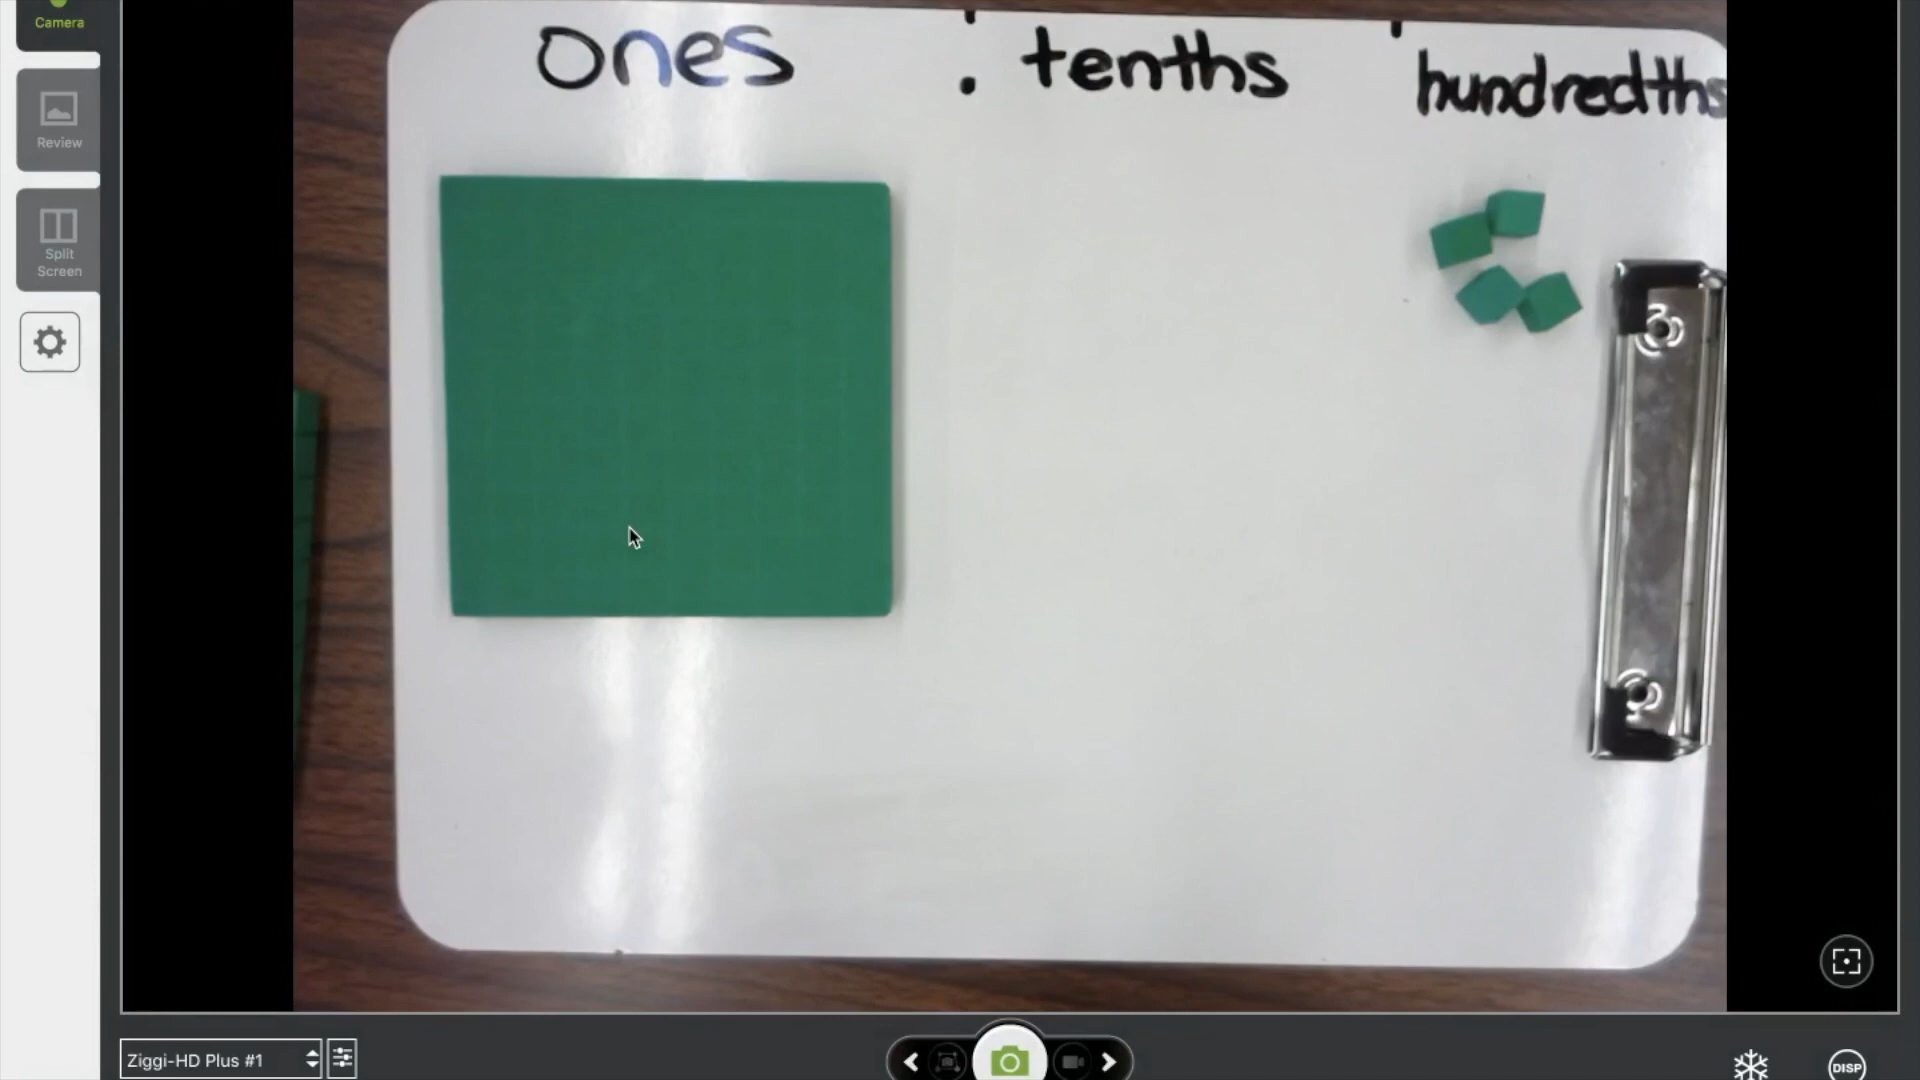 Camera
Review
Split
Screen
ones . tenths hundredths
Ziggi-HD Plus #1
DISP